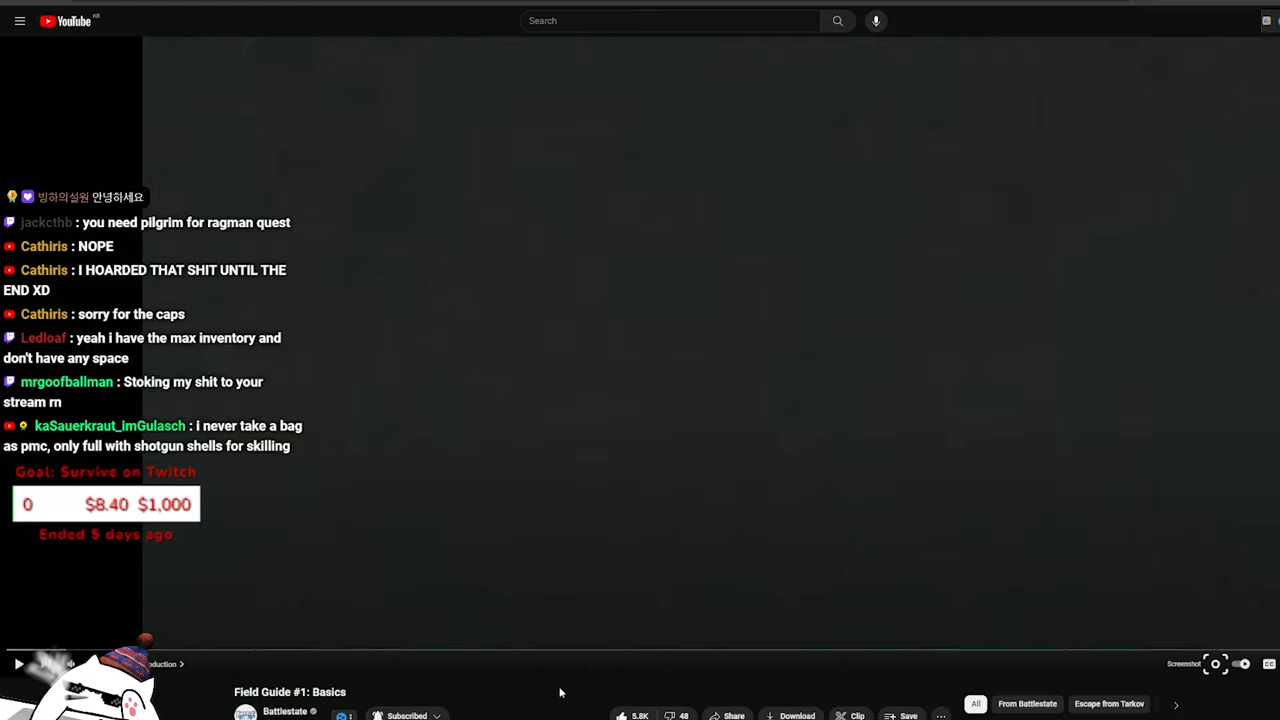 YouTube KR
Search
빙하의설원 안녕하세요
jackcthb : you need pilgrim for ragman quest
Cathiris : NOPE
Cathiris : I HOARDED THAT SHIT UNTIL THE
END XD
Cathiris : sorry for the caps
Ledloaf : yeah i have the max inventory and
don't have any space
mrgoofballman : Stoking my shit to your
stream rn
kaSauerkraut_imGulasch : i never take a bag
as pmc, only full with shotgun shells for skilling
Goal: Survive on Twitch
0 $8.40 $1,000
Ended 5 days ago
Screenshot
CC
Field Guide #1: Basics
Battlestate
Subscribed
5.8K 48 Share Download Clip Save
All From Battlestate Escape from Tarkov